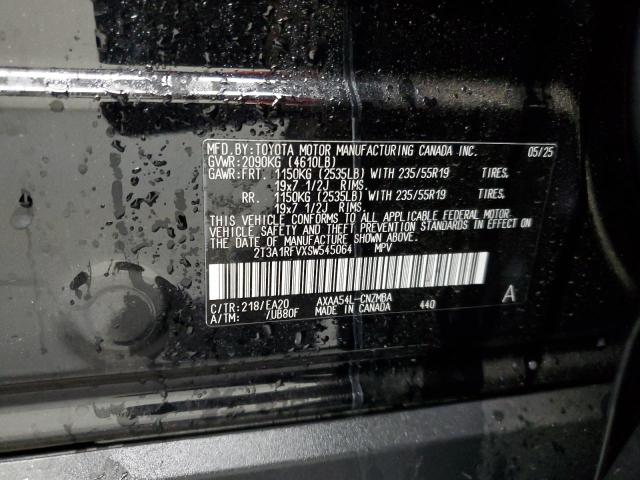 MFD.BY:TOYOTA MOTOR MANUFACTURING CANADA INC. 05/25
GVWR:2090KG (4610LB)
GAWR:FRT. 1150KG (2535LB) WITH 235/55R19 TIRES.
19x7 1/2J RIMS.
RR. 1150KG (2535LB) WITH 235/55R19 TIRES.
19x7 1/2J RIMS.
THIS VEHICLE CONFORMS TO ALL APPLICABLE FEDERAL MOTOR
VEHICLE SAFETY AND THEFT PREVENTION STANDARDS IN EFFECT ON
THE DATE OF MANUFACTURE SHOWN ABOVE.
2T3A1RFVXSW545064 MPV
C/TR:218/EA20 AXAA54L-CNZMBA 440 A
A/TM: /UB80F MADE IN CANADA